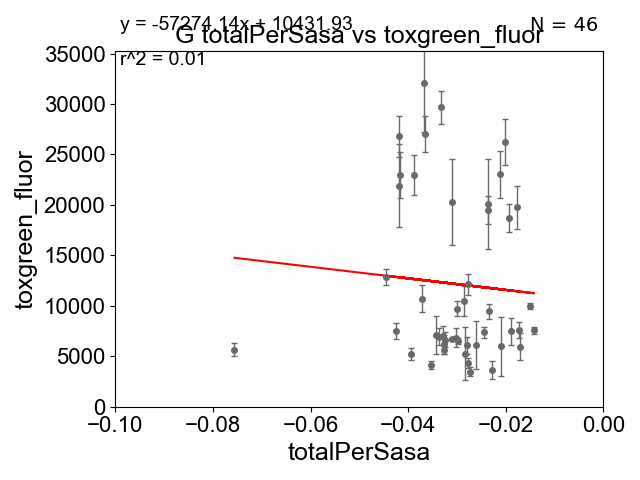 y = -57274.14x + 10431.93
N = 46
G totalPerSasa vs toxgreen_fluor
r^2 = 0.01
35000
30000
25000
20000
15000
10000
5000
0
toxgreen_fluor
−0.10 −0.08 −0.06 −0.04 −0.02 0.00
totalPerSasa